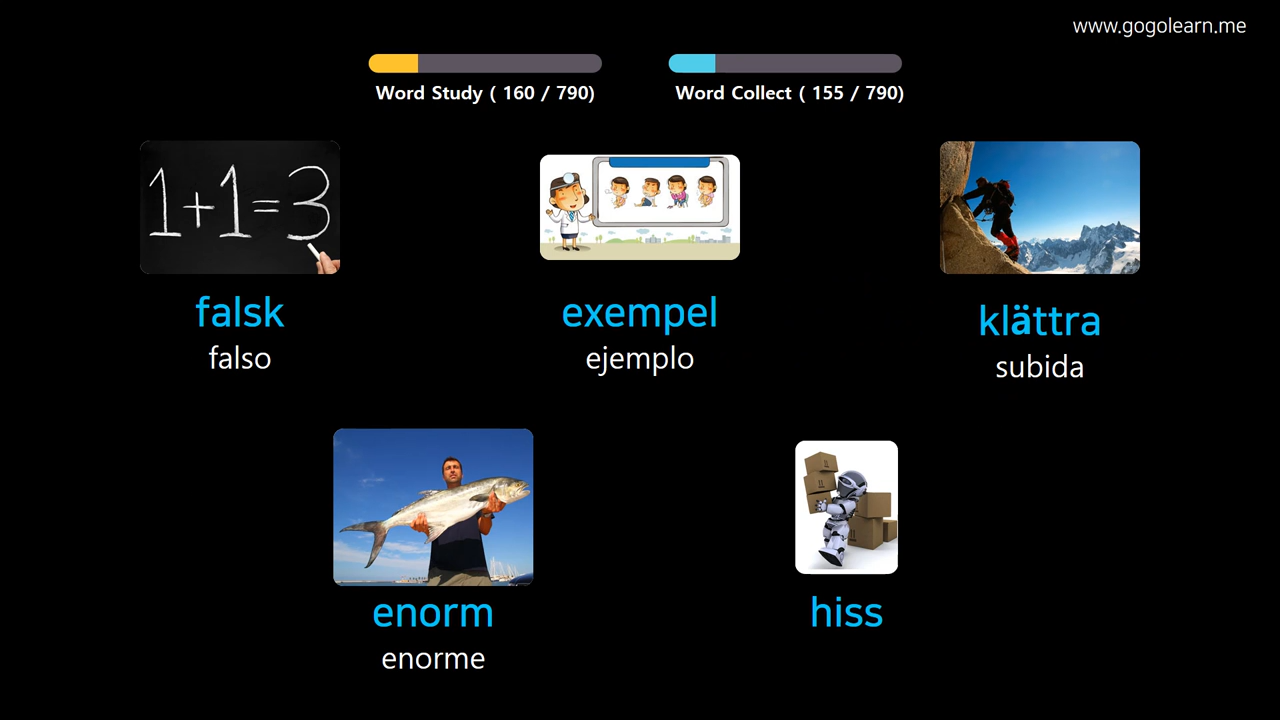 www.gogolearn.me
Word Study ( 160 / 790)
Word Collect ( 155 / 790)
1+1=3
falsk
falso
exempel
ejemplo
klättra
subida
enorm
enorme
hiss